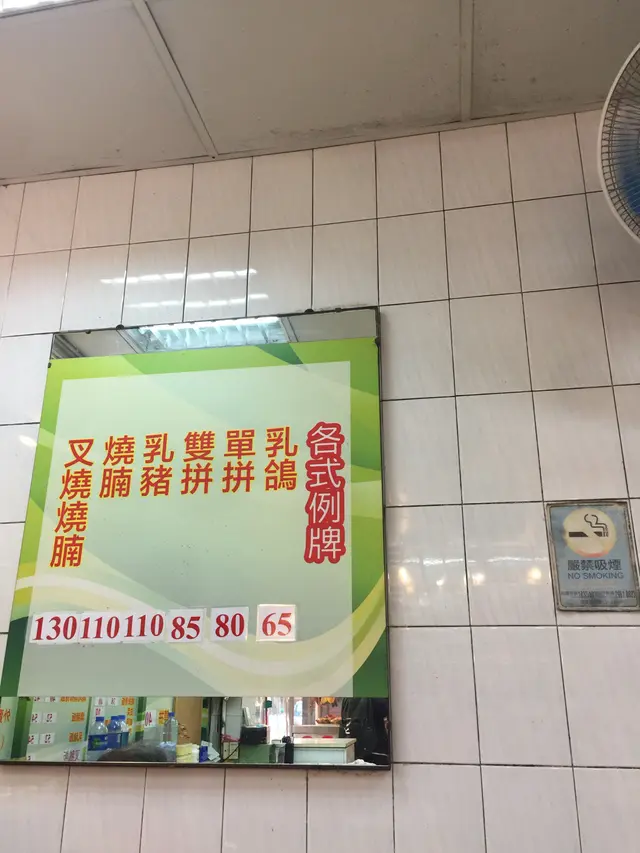 各式例牌
乳鴿 65
單拼 80
雙拼 85
乳豬 110
燒腩 110
叉燒燒腩 130
嚴禁吸煙
NO SMOKING